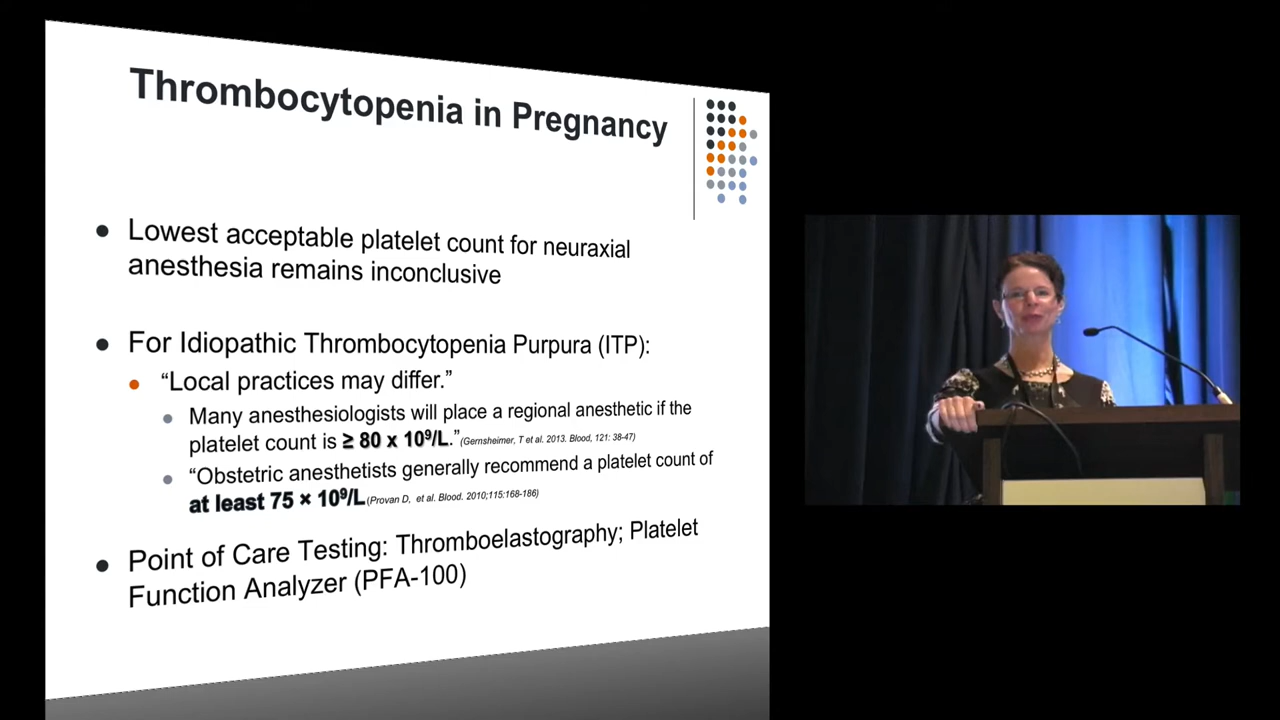 Thrombocytopenia in Pregnancy
● Lowest acceptable platelet count for neuraxial
anesthesia remains inconclusive
● For Idiopathic Thrombocytopenia Purpura (ITP):
● “Local practices may differ.”
● Many anesthesiologists will place a regional anesthetic if the
platelet count is ≥ 80 x 10⁹/L.” (Gernsheimer, T et al. 2013. Blood, 121: 38-47)
● “Obstetric anesthetists generally recommend a platelet count of
at least 75 × 10⁹/L (Provan D, et al. Blood. 2010;115:168-186)
● Point of Care Testing: Thromboelastography; Platelet
Function Analyzer (PFA-100)